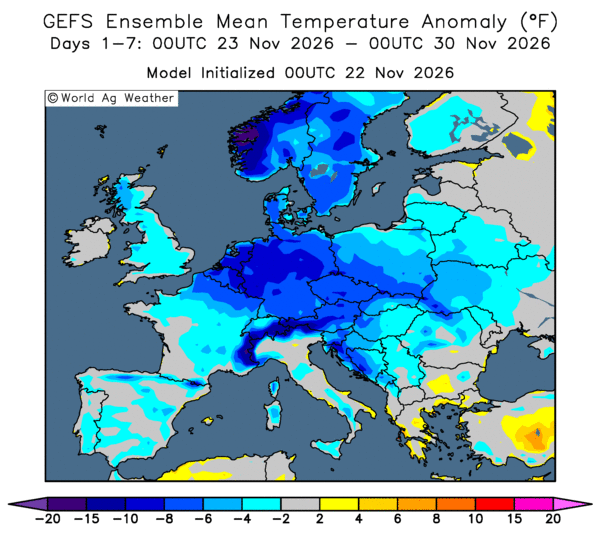 GEFS Ensemble Mean Temperature Anomaly (°F)
Days 1-7: 00UTC 23 Nov 2026 - 00UTC 30 Nov 2026
Model Initialized 00UTC 22 Nov 2026
© World Ag Weather
-20 -15 -10 -8 -6 -4 -2 2 4 6 8 10 15 20